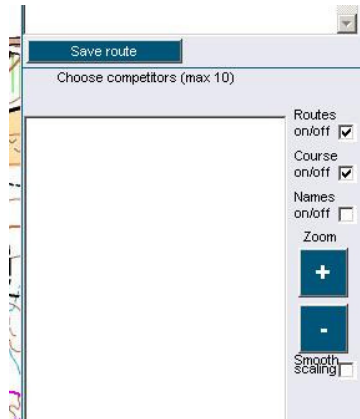 Save route
Choose competitors (max 10)
Routes
on/off
Course
on/off
Names
on/off
Zoom
+
-
Smooth
scaling